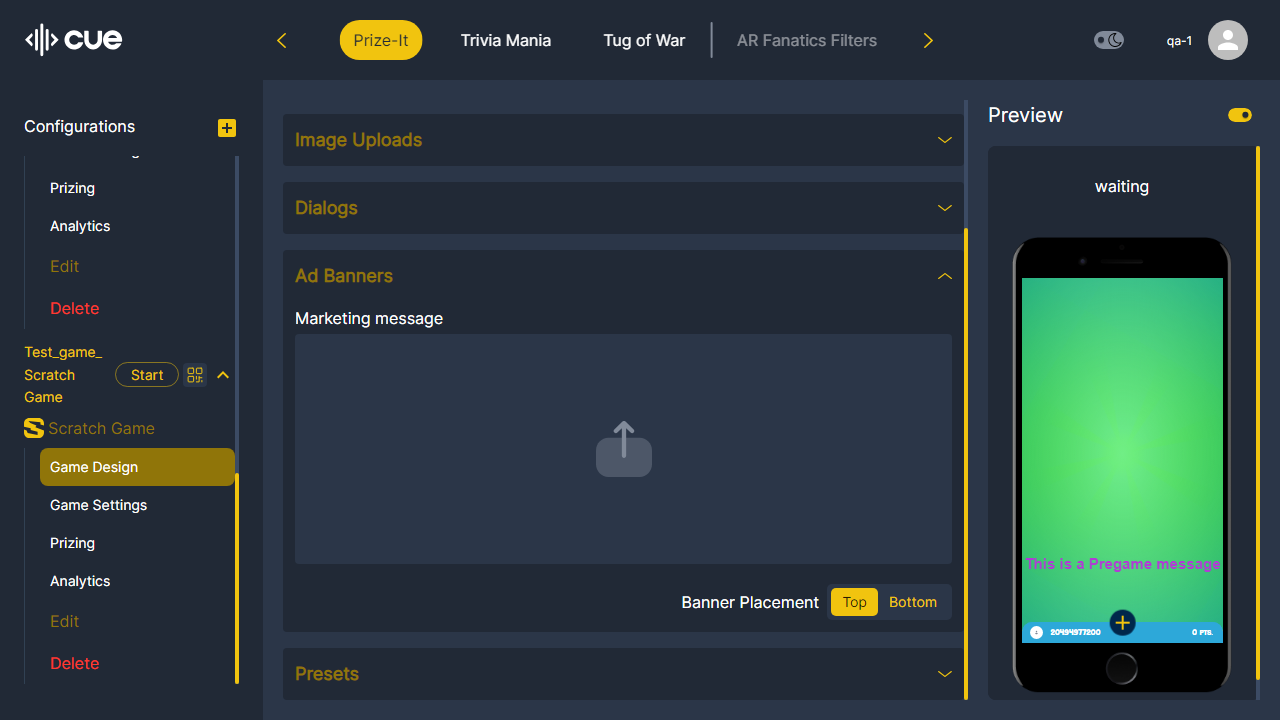 cue
Prize-It
Trivia Mania
Tug of War
AR Fanatics Filters
qa-1
Configurations
Prizing
Analytics
Edit
Delete
Test_game_
Scratch
Game
Start
Scratch Game
Game Design
Game Settings
Prizing
Analytics
Edit
Delete
Image Uploads
Dialogs
Ad Banners
Marketing message
Banner Placement
Top
Bottom
Presets
Preview
waiting
This is a Pregame message
20494977200
0 PTS.